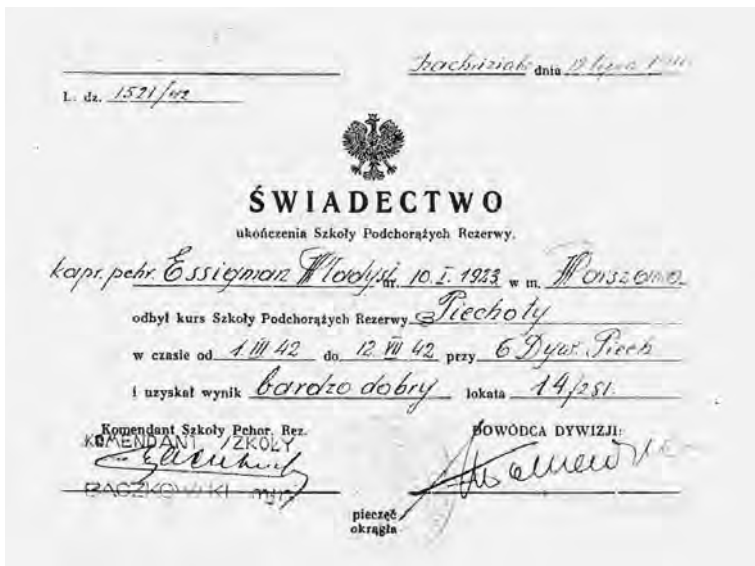 dnia 12 lipca
L. dz. 1521/42
ŚWIADECTWO
ukończenia Szkoły Podchorążych Rezerwy.
kapr. pchr. Essigman Władysł ur. 10. I. 1923 w m. Warszawa
odbył kurs Szkoły Podchorążych Rezerwy Piechoty
w czasie od 1 III 42 do 12 VII 42 przy 6 Dyw. Piech
i uzyskał wynik bardzo dobry lokata 14/251.
Komendant Szkoły Pchor. Rez. DOWÓDCA DYWIZJI:
KOMENDANT SZKOŁY
BĄCZKOWSKI mjr
pieczęć
okrągła